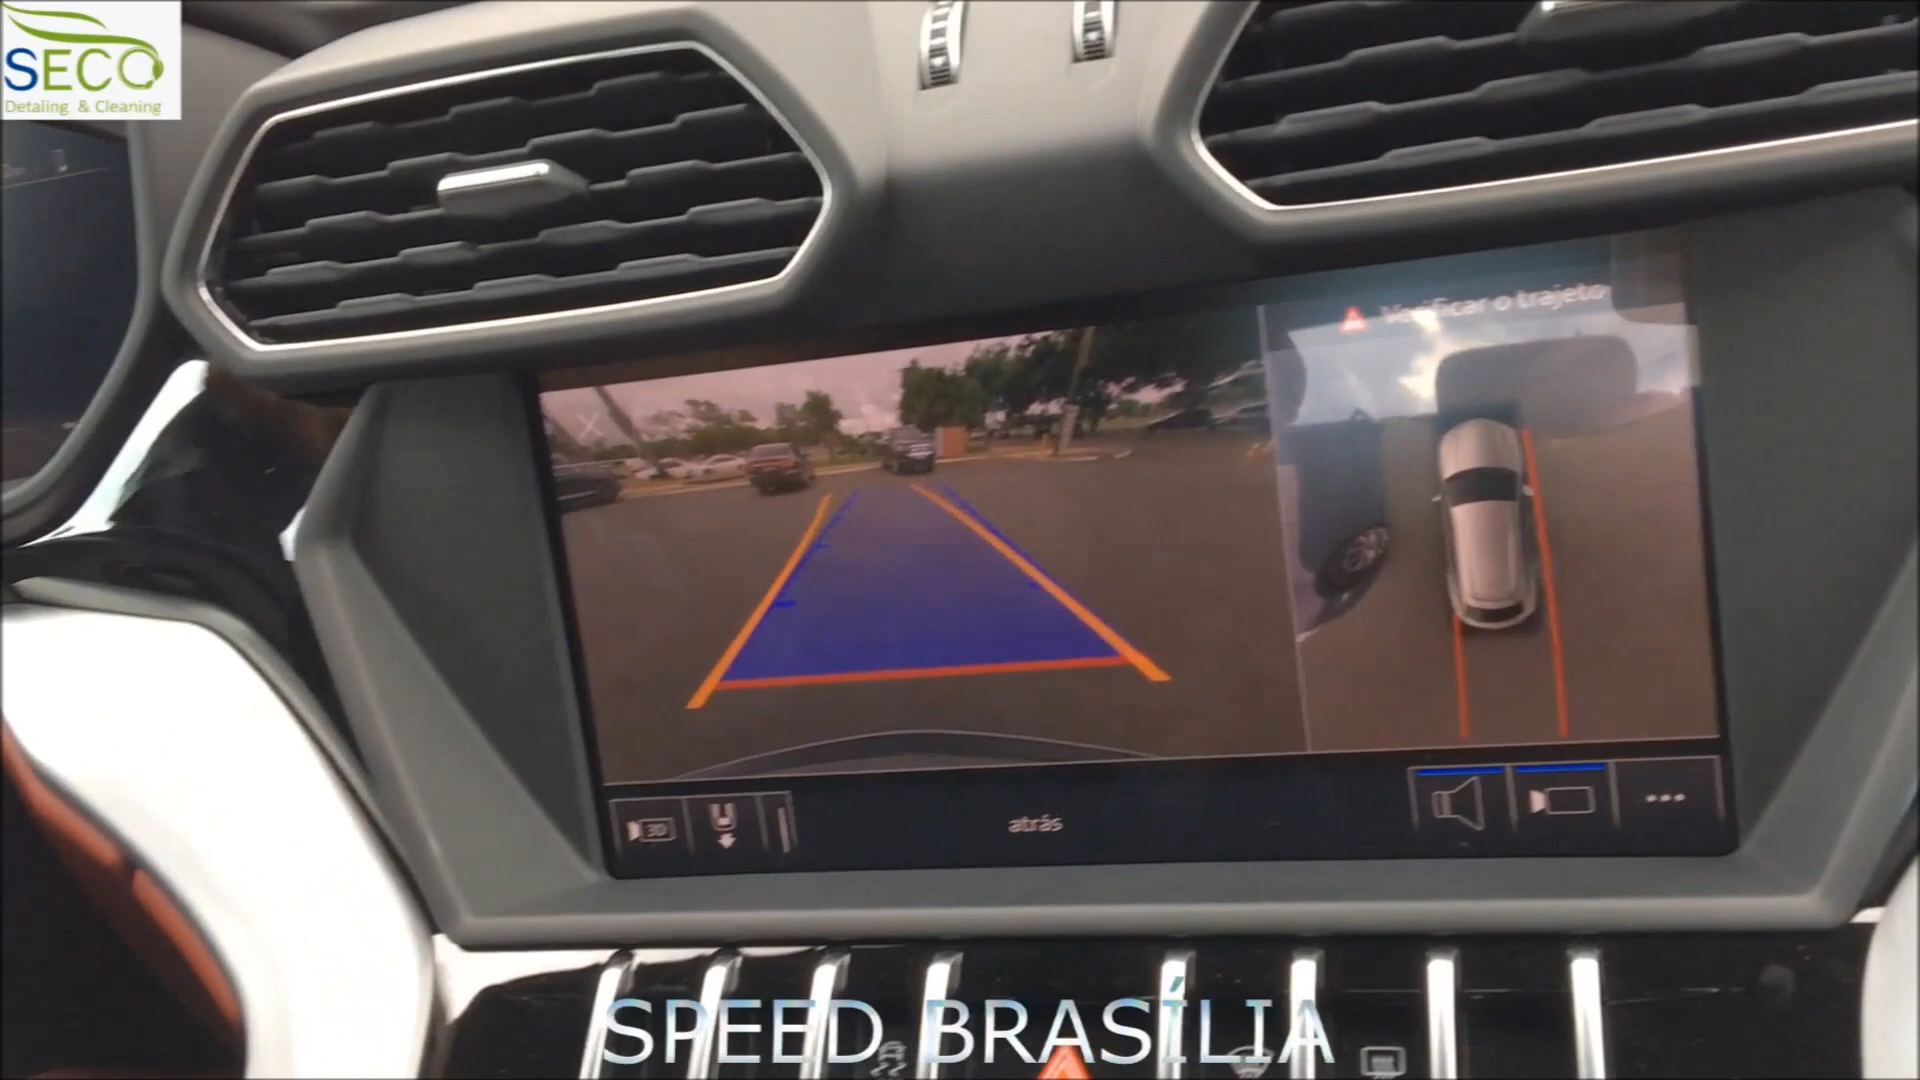 SECO
Detaling & Cleaning
Verificar o trajeto
3D
atrás
SPEED BRASÍLIA